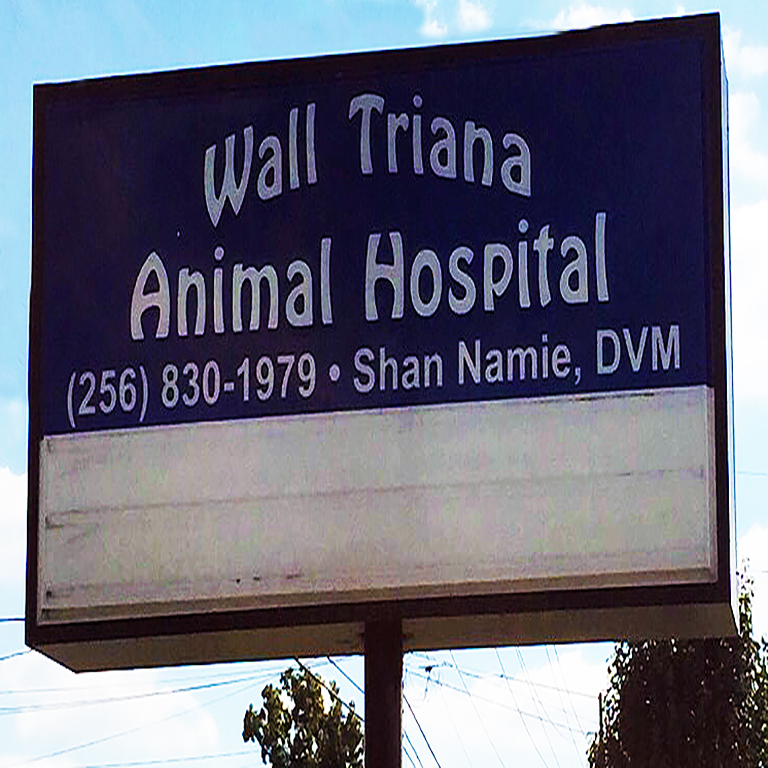 Wall Triana
Animal Hospital
(256) 830-1979 • Shan Namie, DVM